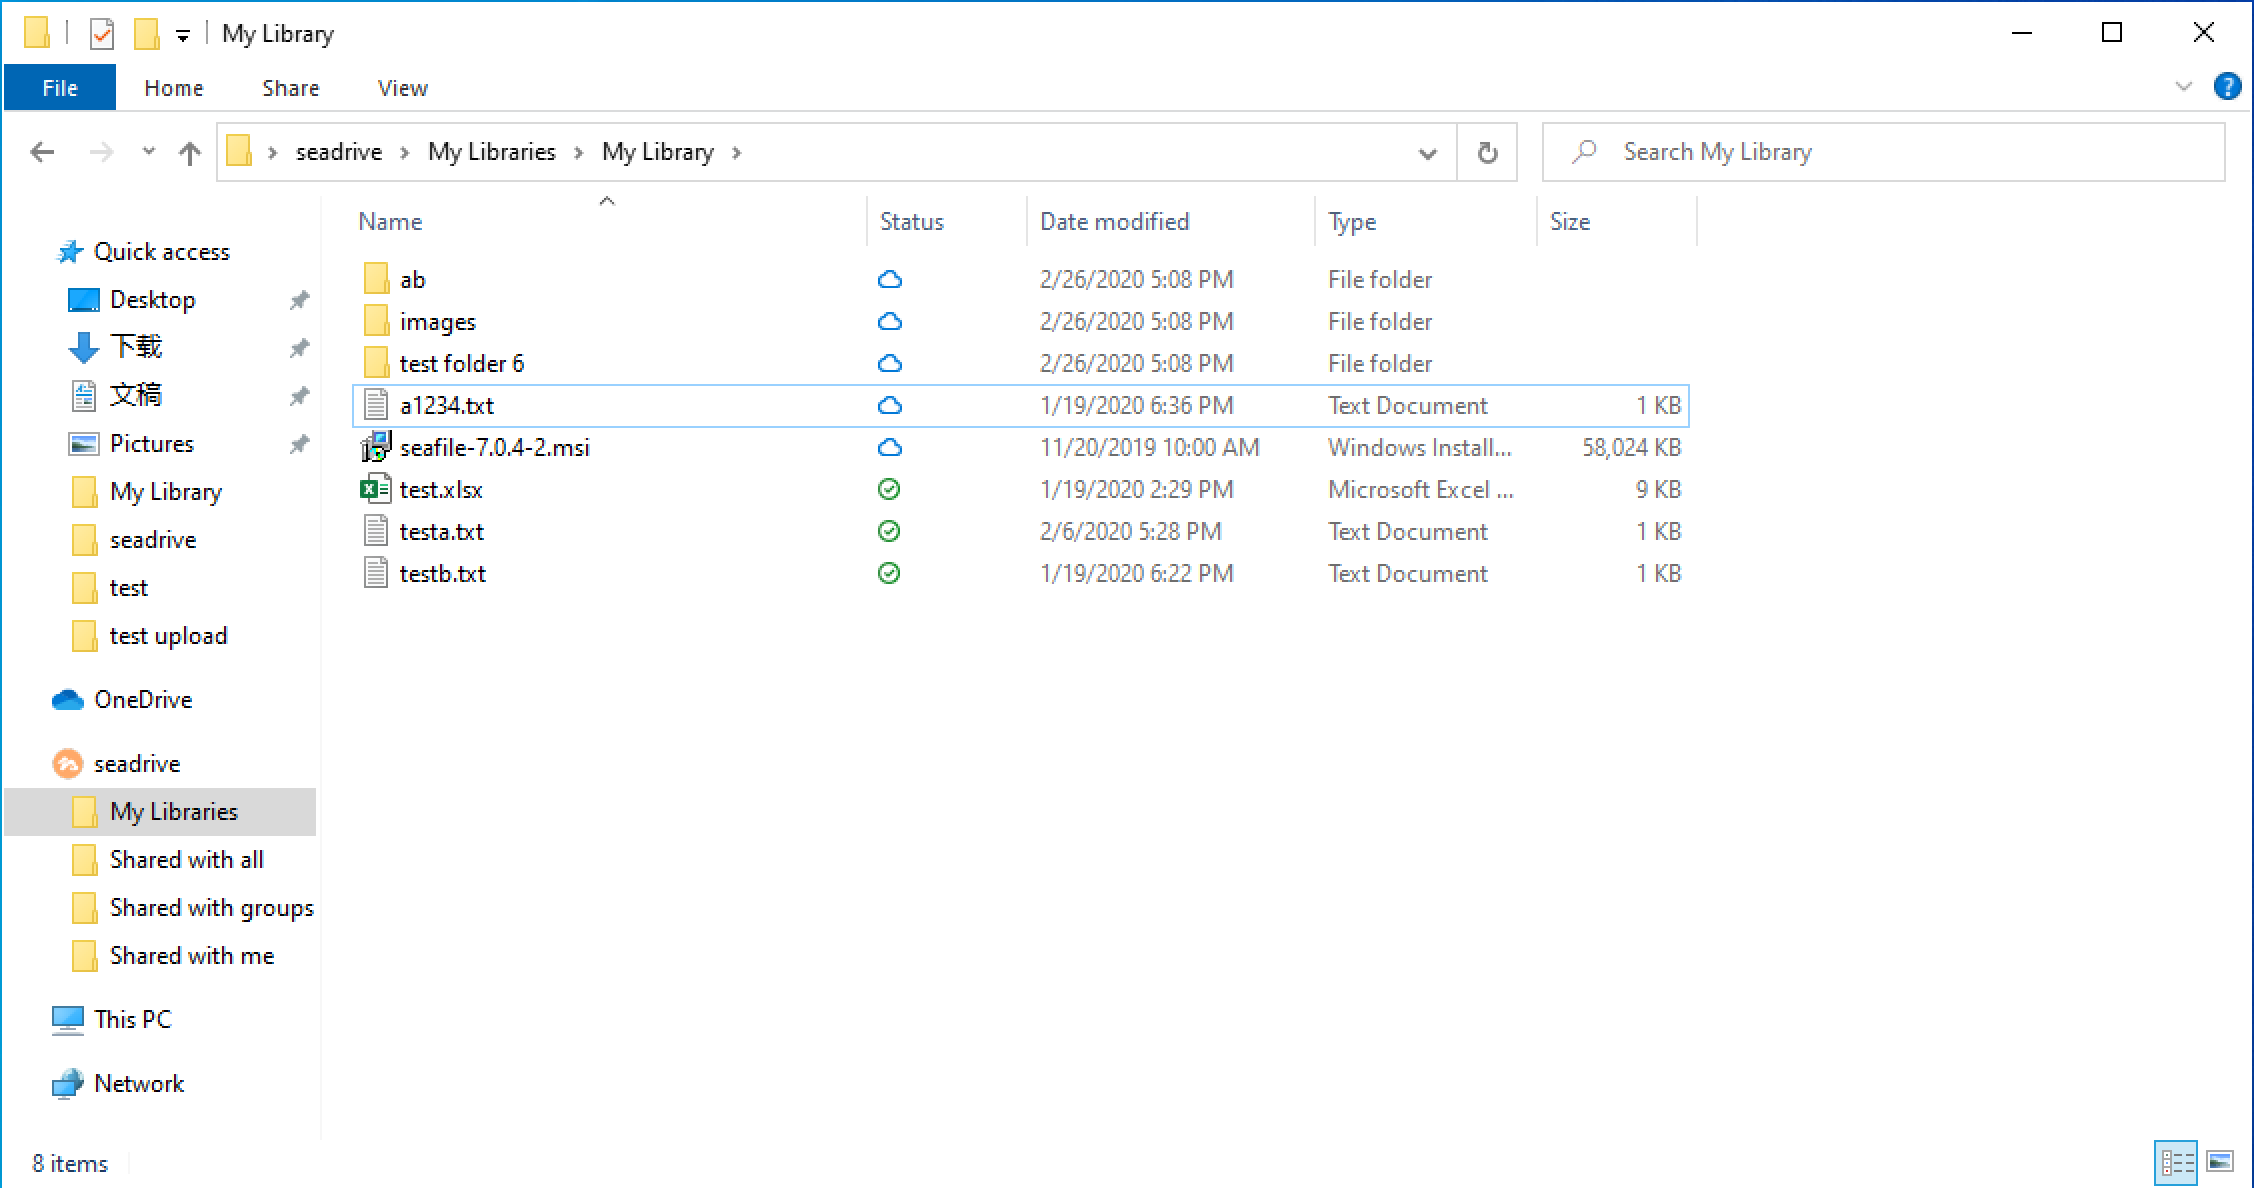 My Library
File Home Share View
seadrive My Libraries My Library Search My Library
Name Status Date modified Type Size
Quick access
Desktop
下载
文稿
Pictures
My Library
seadrive
test
test upload
OneDrive
seadrive
My Libraries
Shared with all
Shared with groups
Shared with me
This PC
Network
ab 2/26/2020 5:08 PM File folder
images 2/26/2020 5:08 PM File folder
test folder 6 2/26/2020 5:08 PM File folder
a1234.txt 1/19/2020 6:36 PM Text Document 1 KB
seafile-7.0.4-2.msi 11/20/2019 10:00 AM Windows Install... 58,024 KB
test.xlsx 1/19/2020 2:29 PM Microsoft Excel ... 9 KB
testa.txt 2/6/2020 5:28 PM Text Document 1 KB
testb.txt 1/19/2020 6:22 PM Text Document 1 KB
8 items